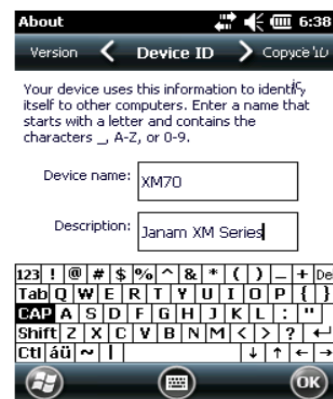 About 6:38
Version Device ID
Your device uses this information to identify
itself to other computers. Enter a name that
starts with a letter and contains the
characters _, A-Z, or 0-9.
Device name: XM70
Description: Janam XM Series
123 ! @ # $ % ^ & * ( ) _ + De
Tab Q W E R T Y U I O P { }
CAP A S D F G H J K L : "
Shift Z X C V B N M < > ? ↵
Ctl áü ~ | ↓ ↑ ← →
OK